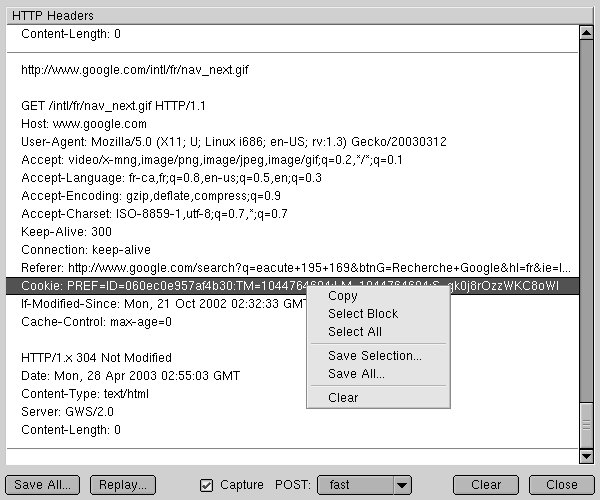 HTTP Headers
Content-Length: 0
http://www.google.com/intl/fr/nav_next.gif
GET /intl/fr/nav_next.gif HTTP/1.1
Host: www.google.com
User-Agent: Mozilla/5.0 (X11; U; Linux i686; en-US; rv:1.3) Gecko/20030312
Accept: video/x-mng,image/png,image/jpeg,image/gif;q=0.2,*/*;q=0.1
Accept-Language: fr-ca,fr;q=0.8,en-us;q=0.5,en;q=0.3
Accept-Encoding: gzip,deflate,compress;q=0.9
Accept-Charset: ISO-8859-1,utf-8;q=0.7,*;q=0.7
Keep-Alive: 300
Connection: keep-alive
Referer: http://www.google.com/search?q=eacute+195+169&btnG=Recherche+Google&hl=fr&ie=I...
Cookie: PREF=ID=060ec0e957af4b30:TM=1044764604:LM=1044764604:S=gk0j8rOzzWKC8oWI
If-Modified-Since: Mon, 21 Oct 2002 02:32:33 GMT
Cache-Control: max-age=0
HTTP/1.x 304 Not Modified
Date: Mon, 28 Apr 2003 02:55:03 GMT
Content-Type: text/html
Server: GWS/2.0
Content-Length: 0
Copy
Select Block
Select All
Save Selection...
Save All...
Clear
Save All... Replay... Capture POST: fast Clear Close